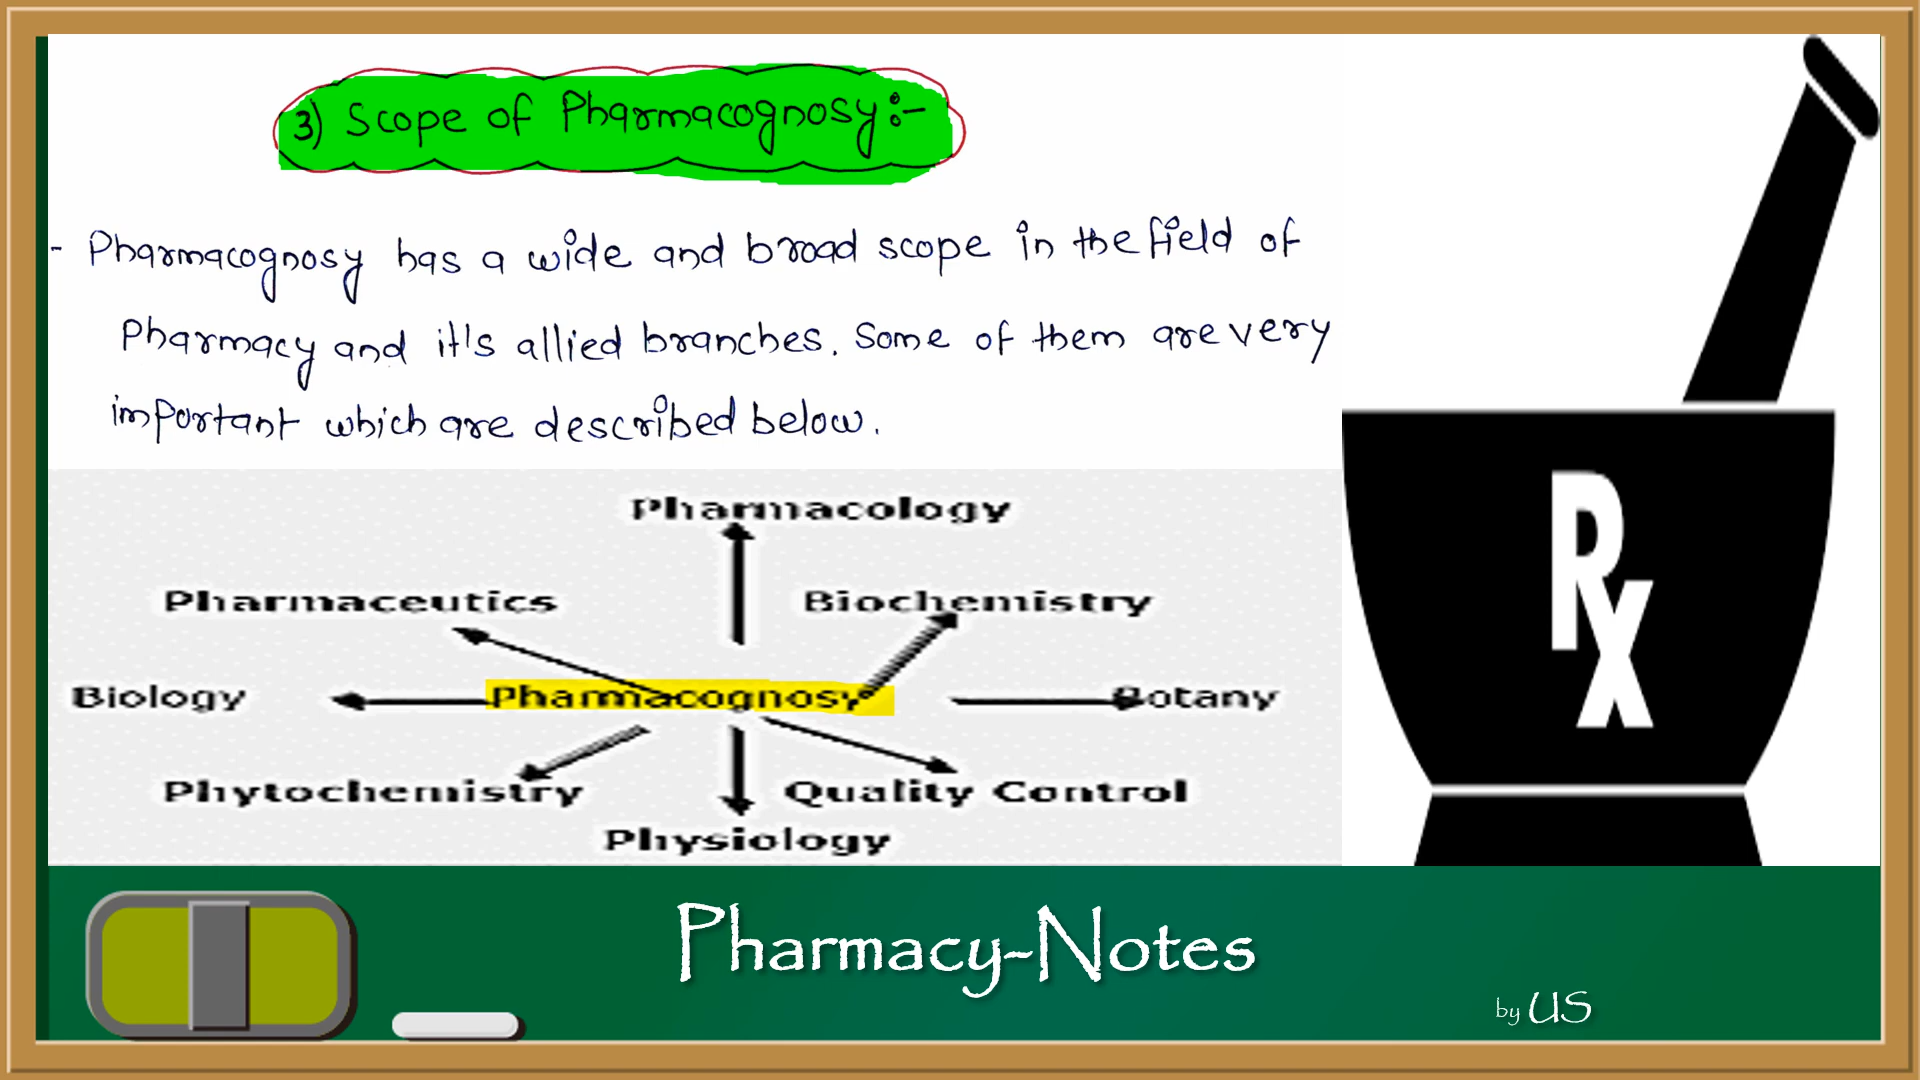 3) Scope of Pharmacognosy:-
- Pharmacognosy has a wide and broad scope in the field of
Pharmacy and it's allied branches. Some of them are very
important which are described below.
Pharmacology
Pharmaceutics Biochemistry
Biology Pharmacognosy Botany
Phytochemistry Quality Control
Physiology
Rx
Pharmacy-Notes
by US